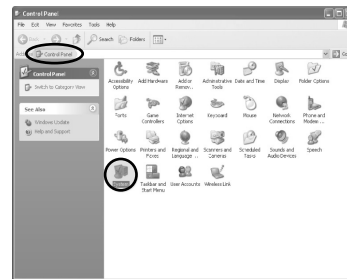 Control Panel
File Edit View Favorites Tools Help
Back Search Folders
Control Panel Go
Control Panel
Switch to Category View
See Also
Windows Update
Help and Support
Accessibility Options
Add Hardware
Add or Remov...
Administrative Tools
Date and Time
Display
Folder Options
Fonts
Game Controllers
Internet Options
Keyboard
Mouse
Network Connections
Phone and Modem ...
Power Options
Printers and Faxes
Regional and Language ...
Scanners and Cameras
Scheduled Tasks
Sounds and Audio Devices
Speech
System
Taskbar and Start Menu
User Accounts
Wireless Link